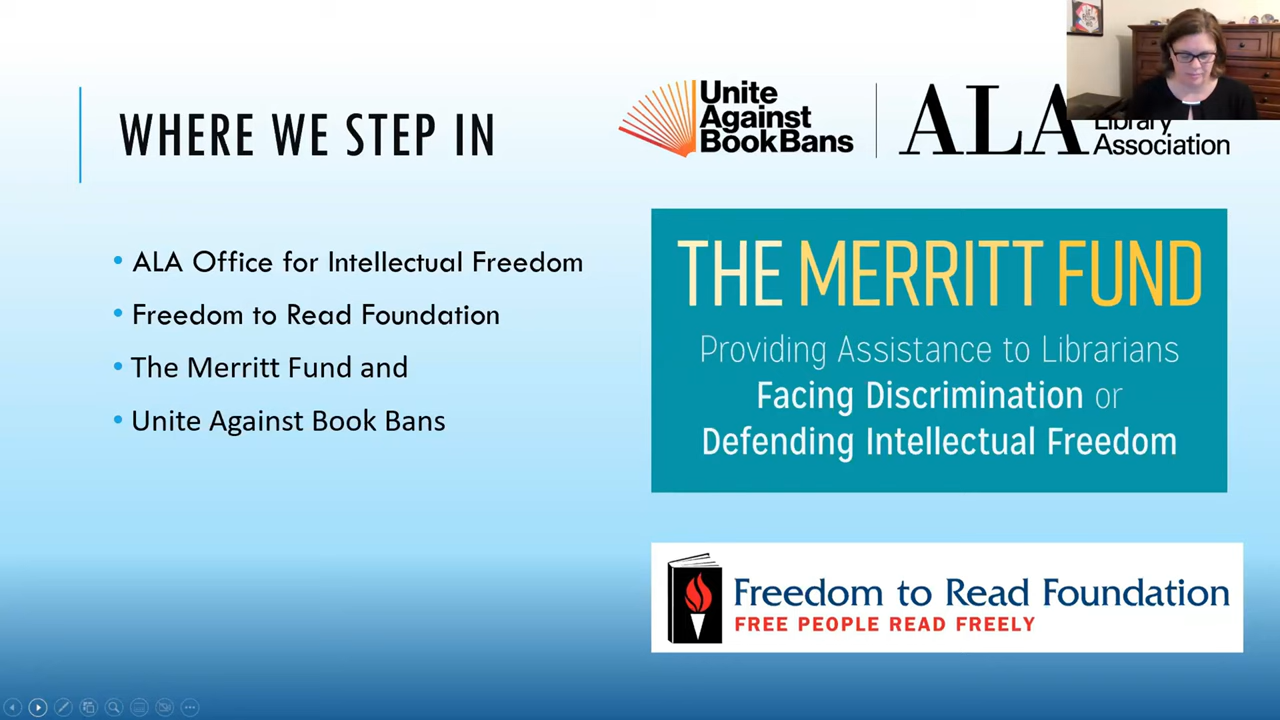 WHERE WE STEP IN
Unite
Against
Book Bans
ALA
Library
Association
• ALA Office for Intellectual Freedom
• Freedom to Read Foundation
• The Merritt Fund and
• Unite Against Book Bans
THE MERRITT FUND
Providing Assistance to Librarians
Facing Discrimination or
Defending Intellectual Freedom
Freedom to Read Foundation
FREE PEOPLE READ FREELY